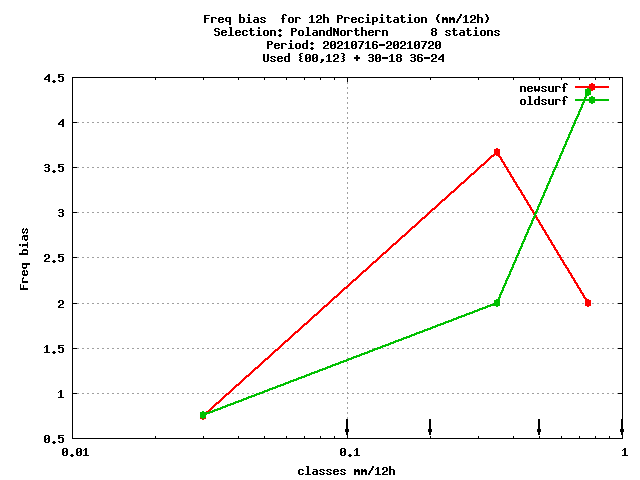 Freq bias  for 12h Precipitation (mm/12h)
Selection: PolandNorthern      8 stations
Period: 20210716-20210720
Used {00,12} + 30-18 36-24
newsurf
oldsurf
4.5
4
3.5
3
2.5
2
1.5
1
0.5
Freq bias
0.01
0.1
1
classes mm/12h